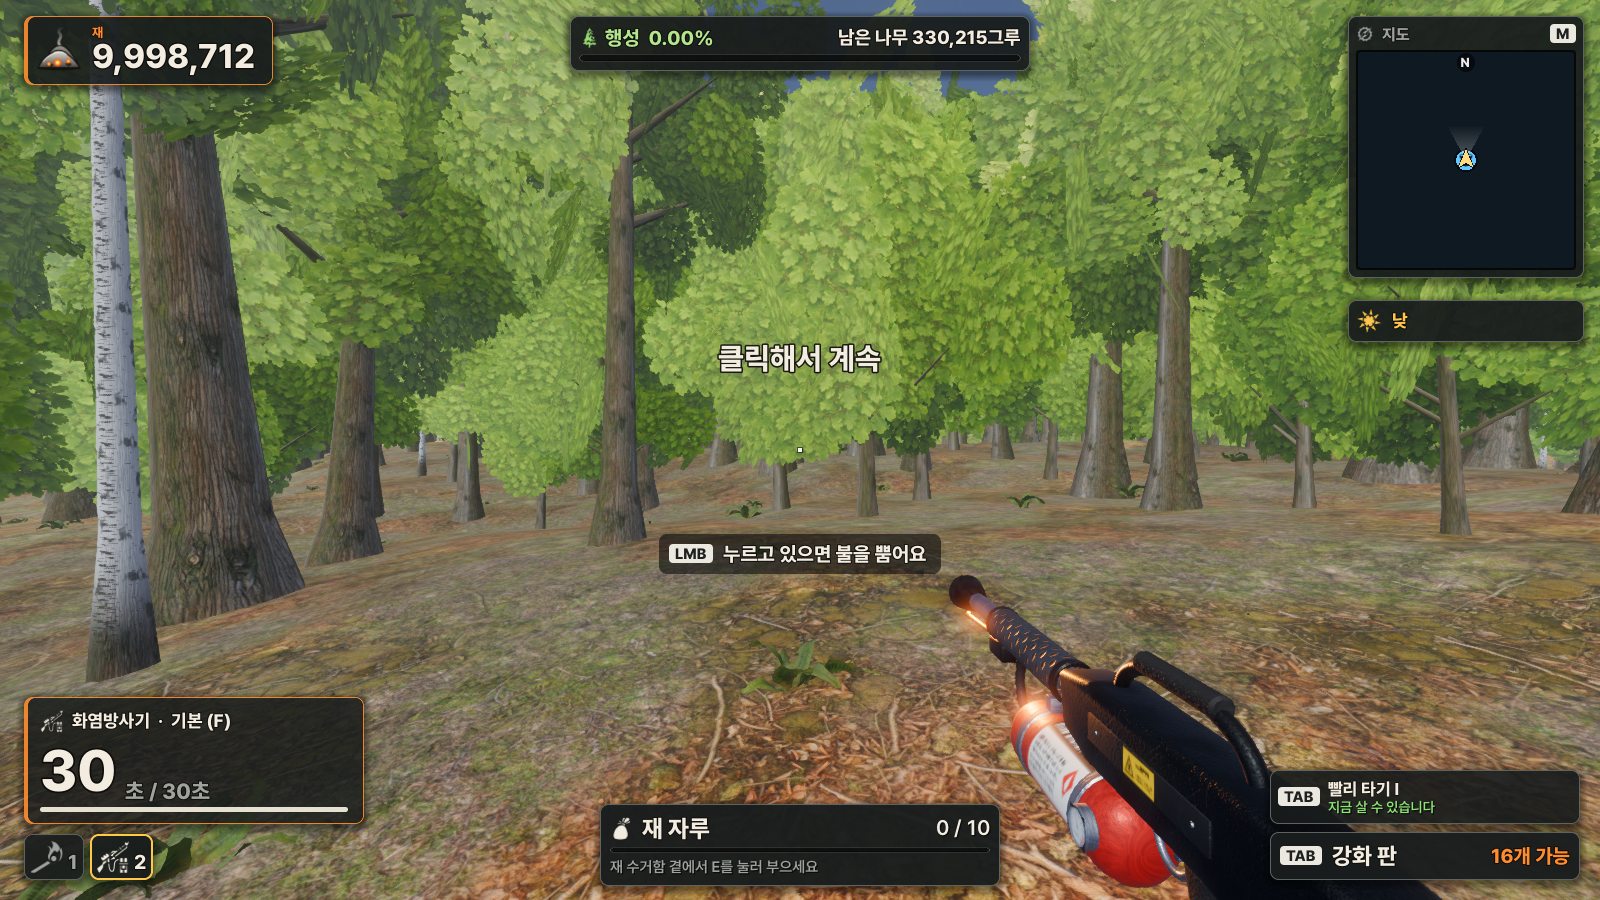 재
9,998,712
행성 0.00%
남은 나무 330,215그루
지도
M
N
낮
클릭해서 계속
LMB 누르고 있으면 불을 뿜어요
화염방사기 · 기본 (F)
30 초 / 30초
1
2
재 자루
0 / 10
재 수거함 곁에서 E를 눌러 부으세요
TAB 빨리 타기 I
지금 살 수 있습니다
TAB 강화 판
16개 가능